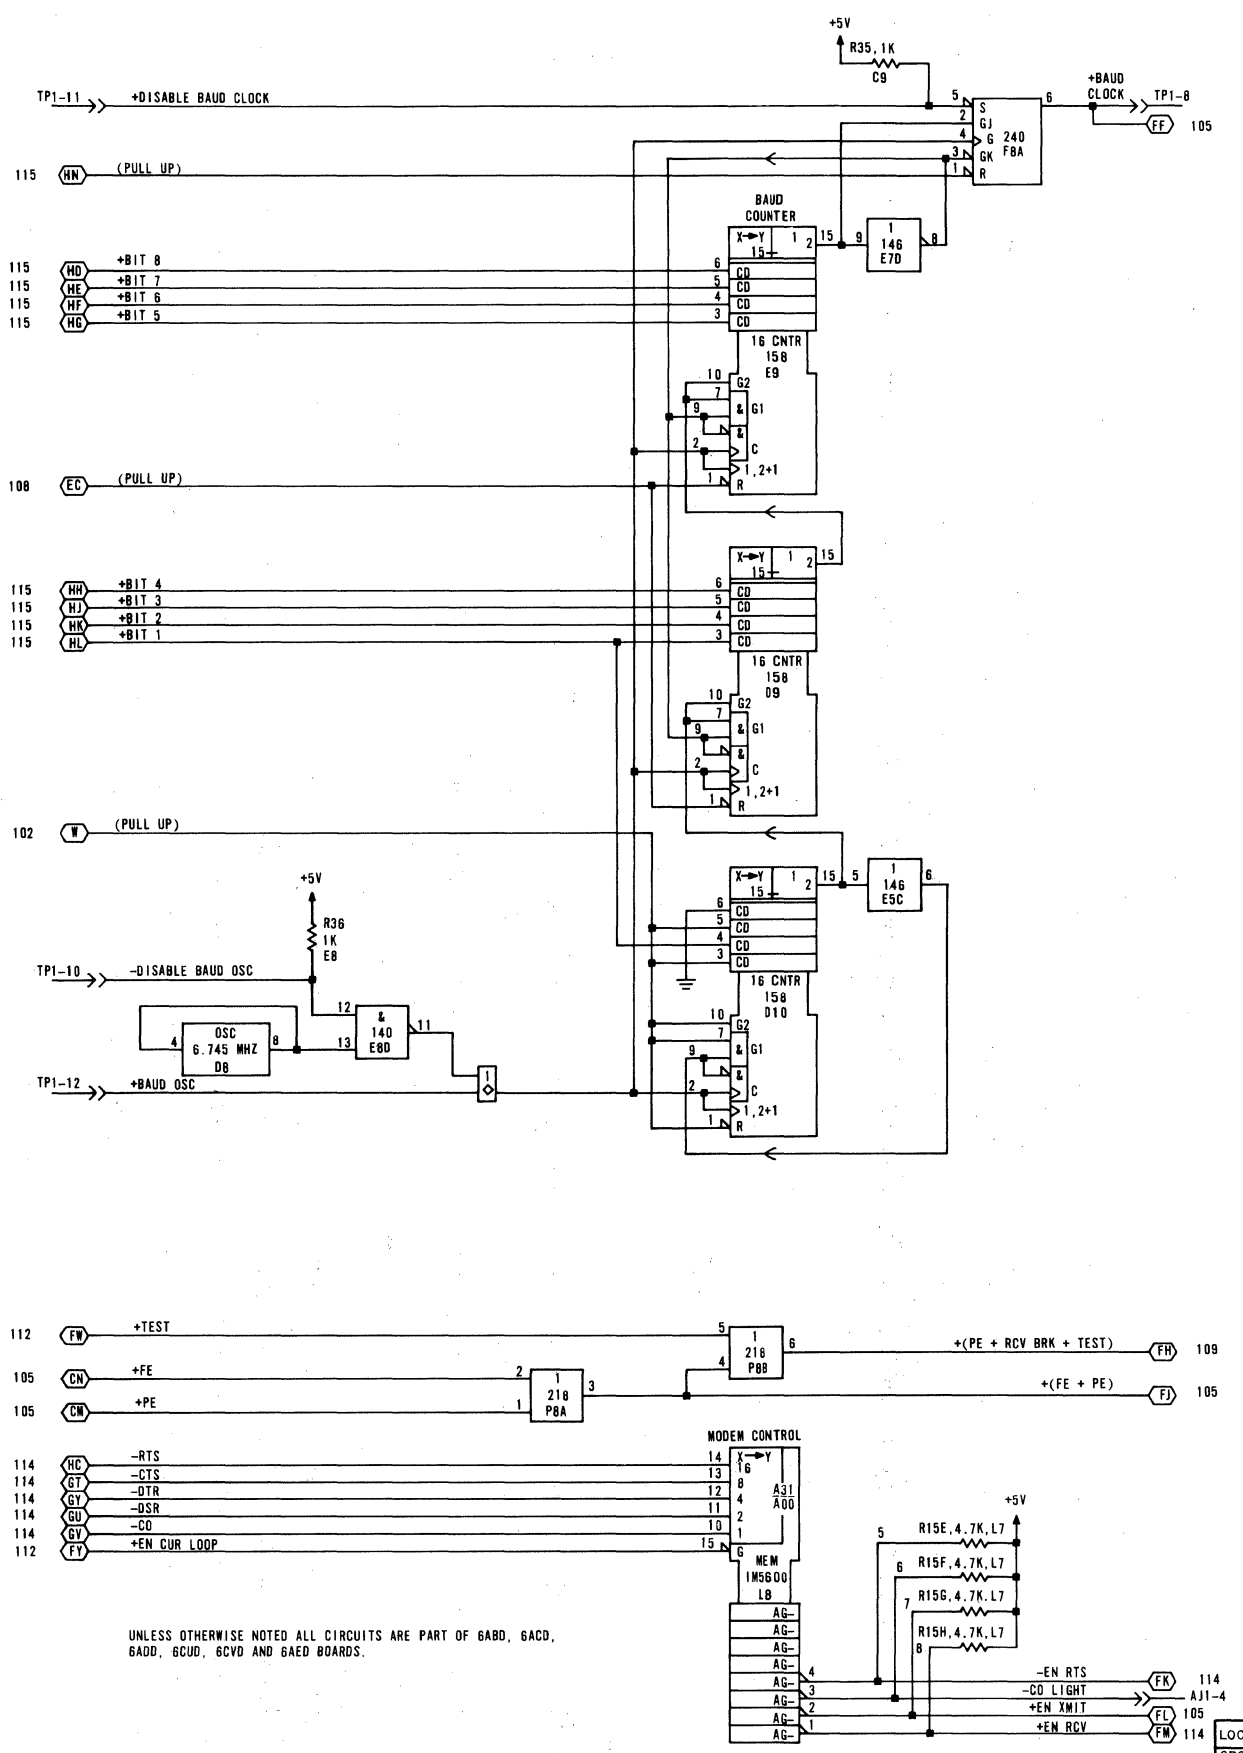 +5V
R35, 1K
C9
TP1-11 +DISABLE BAUD CLOCK
+BAUD
CLOCK TP1-8
FF 105
5 S
2 GJ
4 G
3 GK
1 R
240
F8A
6
115 HN (PULL UP)
BAUD
COUNTER
X→Y 1
15 2
15
9
1
146
E7D
8
115 HD +BIT 8 6 CD
115 HE +BIT 7 5 CD
115 HF +BIT 6 4 CD
115 HG +BIT 5 3 CD
16 CNTR
158
E9
10 G2
7
& G1
9
&
2 C
1,2+1
1 R
108 EC (PULL UP)
X→Y 1
15 2
15
115 HH +BIT 4 6 CD
115 HJ +BIT 3 5 CD
115 HK +BIT 2 4 CD
115 HL +BIT 1 3 CD
16 CNTR
158
D9
10 G2
7
& G1
9
&
2 C
1,2+1
1 R
102 W (PULL UP)
X→Y 1
15 2
15
5
1
146
E5C
6
6 CD
5 CD
4 CD
3 CD
16 CNTR
158
D10
10 G2
7
& G1
9
&
2 C
1,2+1
1 R
+5V
R36
1K
E8
TP1-10 -DISABLE BAUD OSC
4
OSC
6.745 MHZ
D8
8
12
13
&
140
E8D
11
1
TP1-12 +BAUD OSC
112 FW +TEST 5
105 CN +FE 2
105 CM +PE 1
1
218
P8A
3
4
1
218
P8B
6
+(PE + RCV BRK + TEST) FH 109
+(FE + PE) FJ 105
MODEM CONTROL
114 HC -RTS 14 X→Y
16
114 GT -CTS 13 8
114 GY -DTR 12 4
114 GU -DSR 11 2
114 GV -CO 10 1
112 FY +EN CUR LOOP 15 G
A31
A00
MEM
IM5600
L8
AG-
AG-
AG-
AG-
AG- 4
AG- 3
AG- 2
AG- 1
+5V
5 R15E, 4.7K, L7
6 R15F, 4.7K, L7
7 R15G, 4.7K. L7
8 R15H, 4.7K, L7
-EN RTS FK 114
-CO LIGHT AJ1-4
+EN XMIT FL 105
+EN RCV FM 114
UNLESS OTHERWISE NOTED ALL CIRCUITS ARE PART OF 6ABD, 6ACD,
6ADD, 6CUD, 6CVD AND 6AED BOARDS.